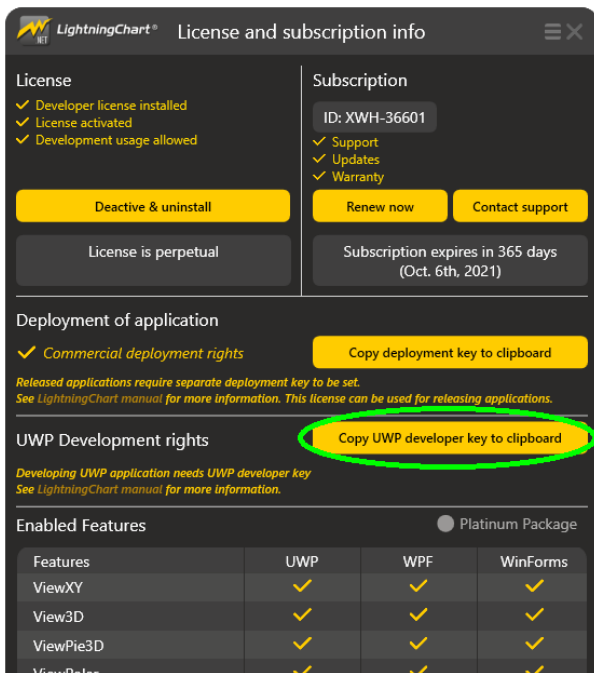 LightningChart® License and subscription info
NET
License
Developer license installed
License activated
Development usage allowed
Deactive & uninstall
License is perpetual
Subscription
ID: XWH-36601
Support
Updates
Warranty
Renew now Contact support
Subscription expires in 365 days
(Oct. 6th, 2021)
Deployment of application
Commercial deployment rights Copy deployment key to clipboard
Released applications require separate deployment key to be set.
See LightningChart manual for more information. This license can be used for releasing applications.
UWP Development rights Copy UWP developer key to clipboard
Developing UWP application needs UWP developer key
See LightningChart manual for more information.
Enabled Features Platinum Package
Features UWP WPF WinForms
ViewXY
View3D
ViewPie3D
ViewPolar